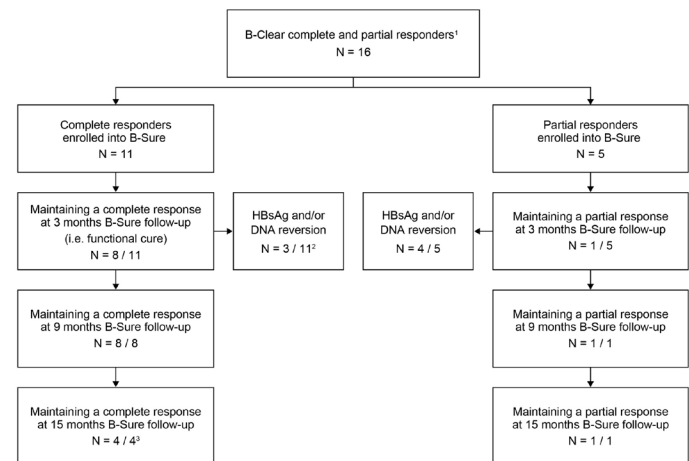 B-Clear complete and partial responders¹
N = 16
Complete responders
enrolled into B-Sure
N = 11
Partial responders
enrolled into B-Sure
N = 5
Maintaining a complete response
at 3 months B-Sure follow-up
(i.e. functional cure)
N = 8 / 11
HBsAg and/or
DNA reversion
N = 3 / 11²
HBsAg and/or
DNA reversion
N = 4 / 5
Maintaining a partial response
at 3 months B-Sure follow-up
N = 1 / 5
Maintaining a complete response
at 9 months B-Sure follow-up
N = 8 / 8
Maintaining a partial response
at 9 months B-Sure follow-up
N = 1 / 1
Maintaining a complete response
at 15 months B-Sure follow-up
N = 4 / 4³
Maintaining a partial response
at 15 months B-Sure follow-up
N = 1 / 1